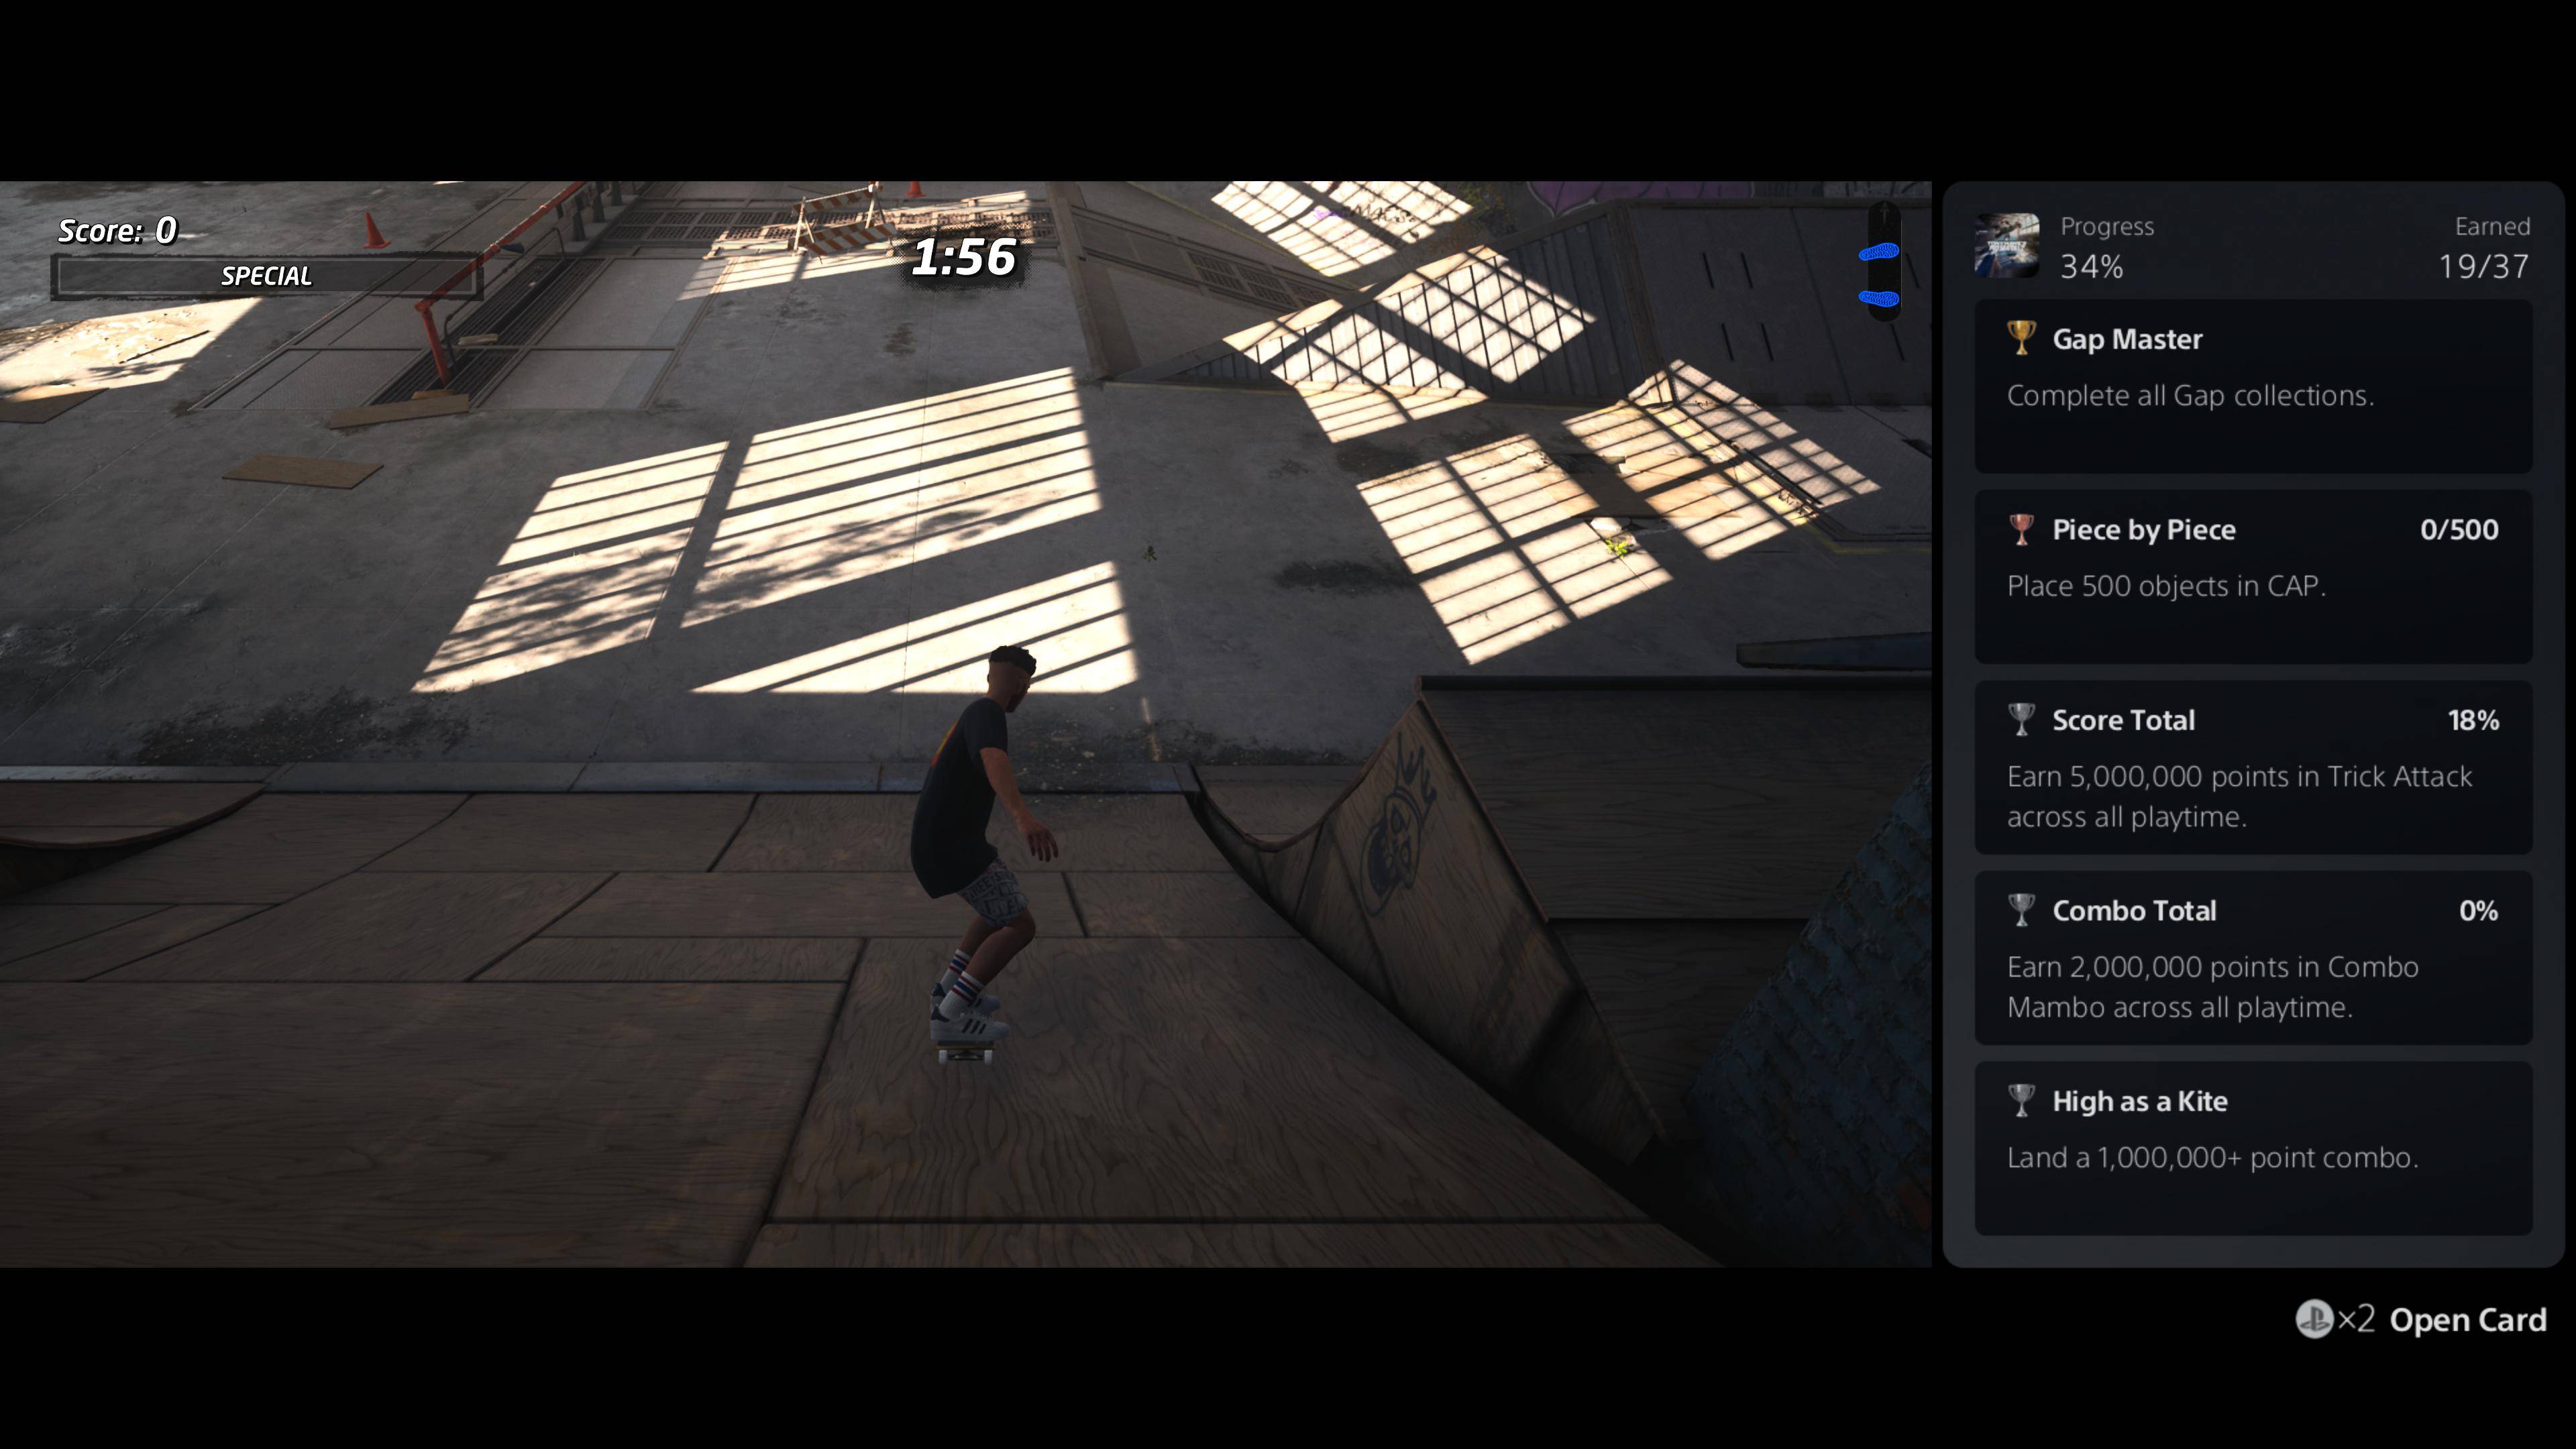 Score: 0
SPECIAL
1:56
Progress
34%
Earned
19/37
Gap Master
Complete all Gap collections.
Piece by Piece 0/500
Place 500 objects in CAP.
Score Total 18%
Earn 5,000,000 points in Trick Attack
across all playtime.
Combo Total 0%
Earn 2,000,000 points in Combo
Mambo across all playtime.
High as a Kite
Land a 1,000,000+ point combo.
×2 Open Card